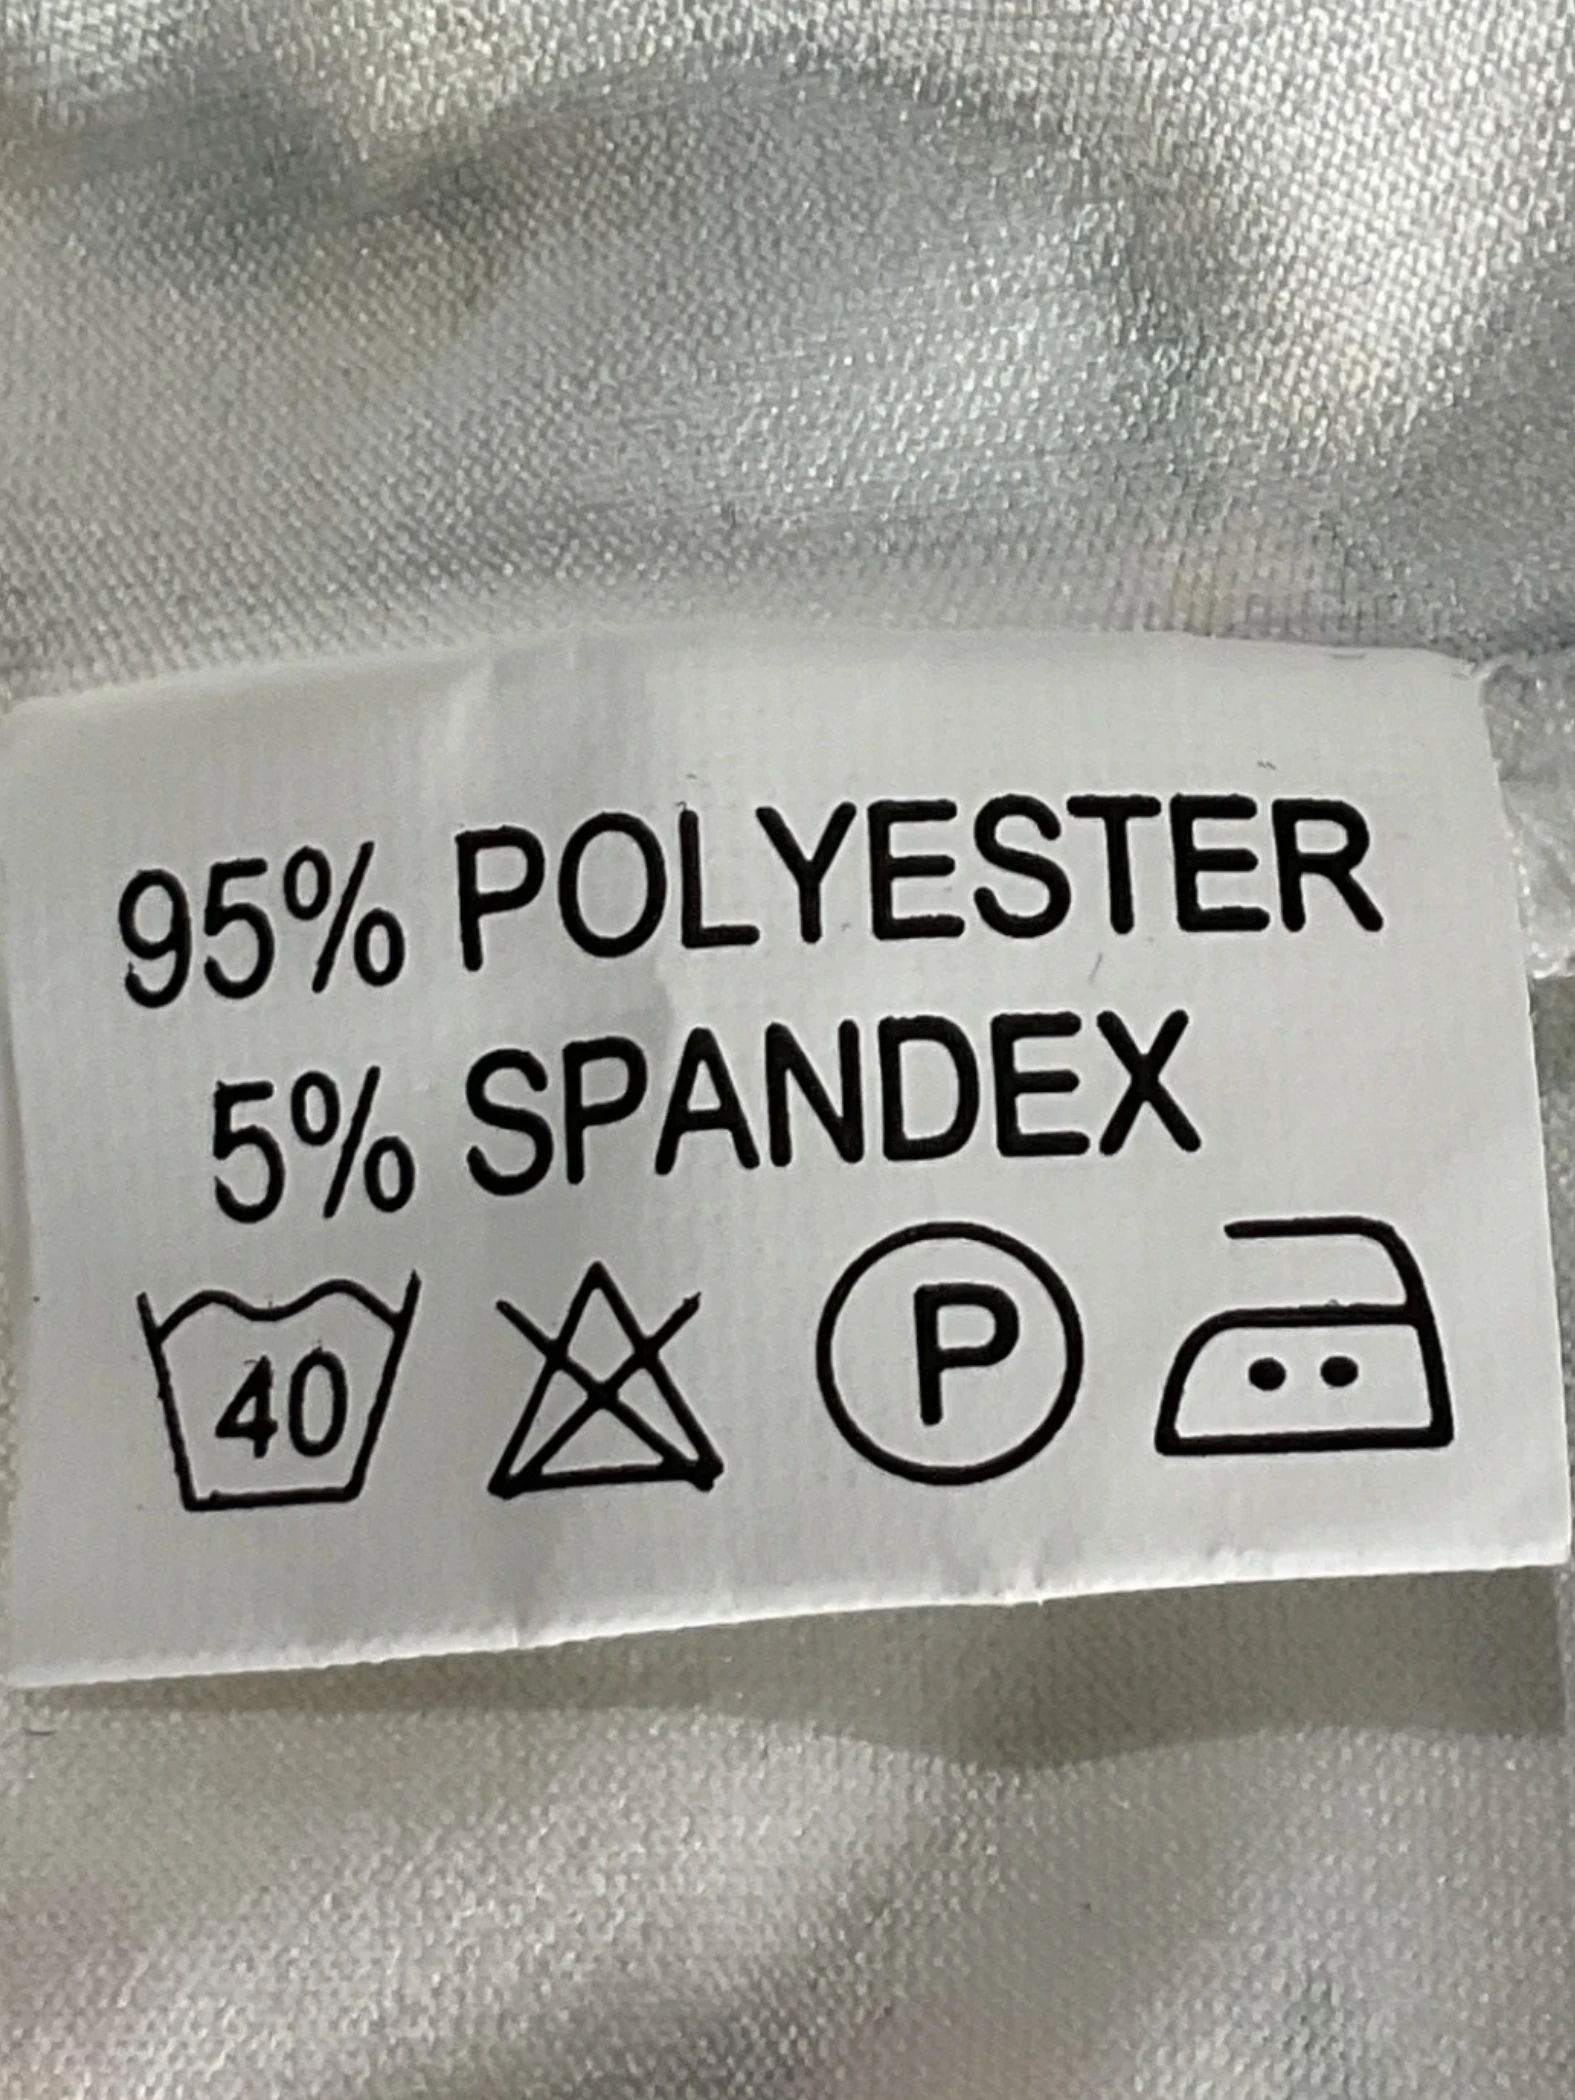 95% POLYESTER
5% SPANDEX
40 P